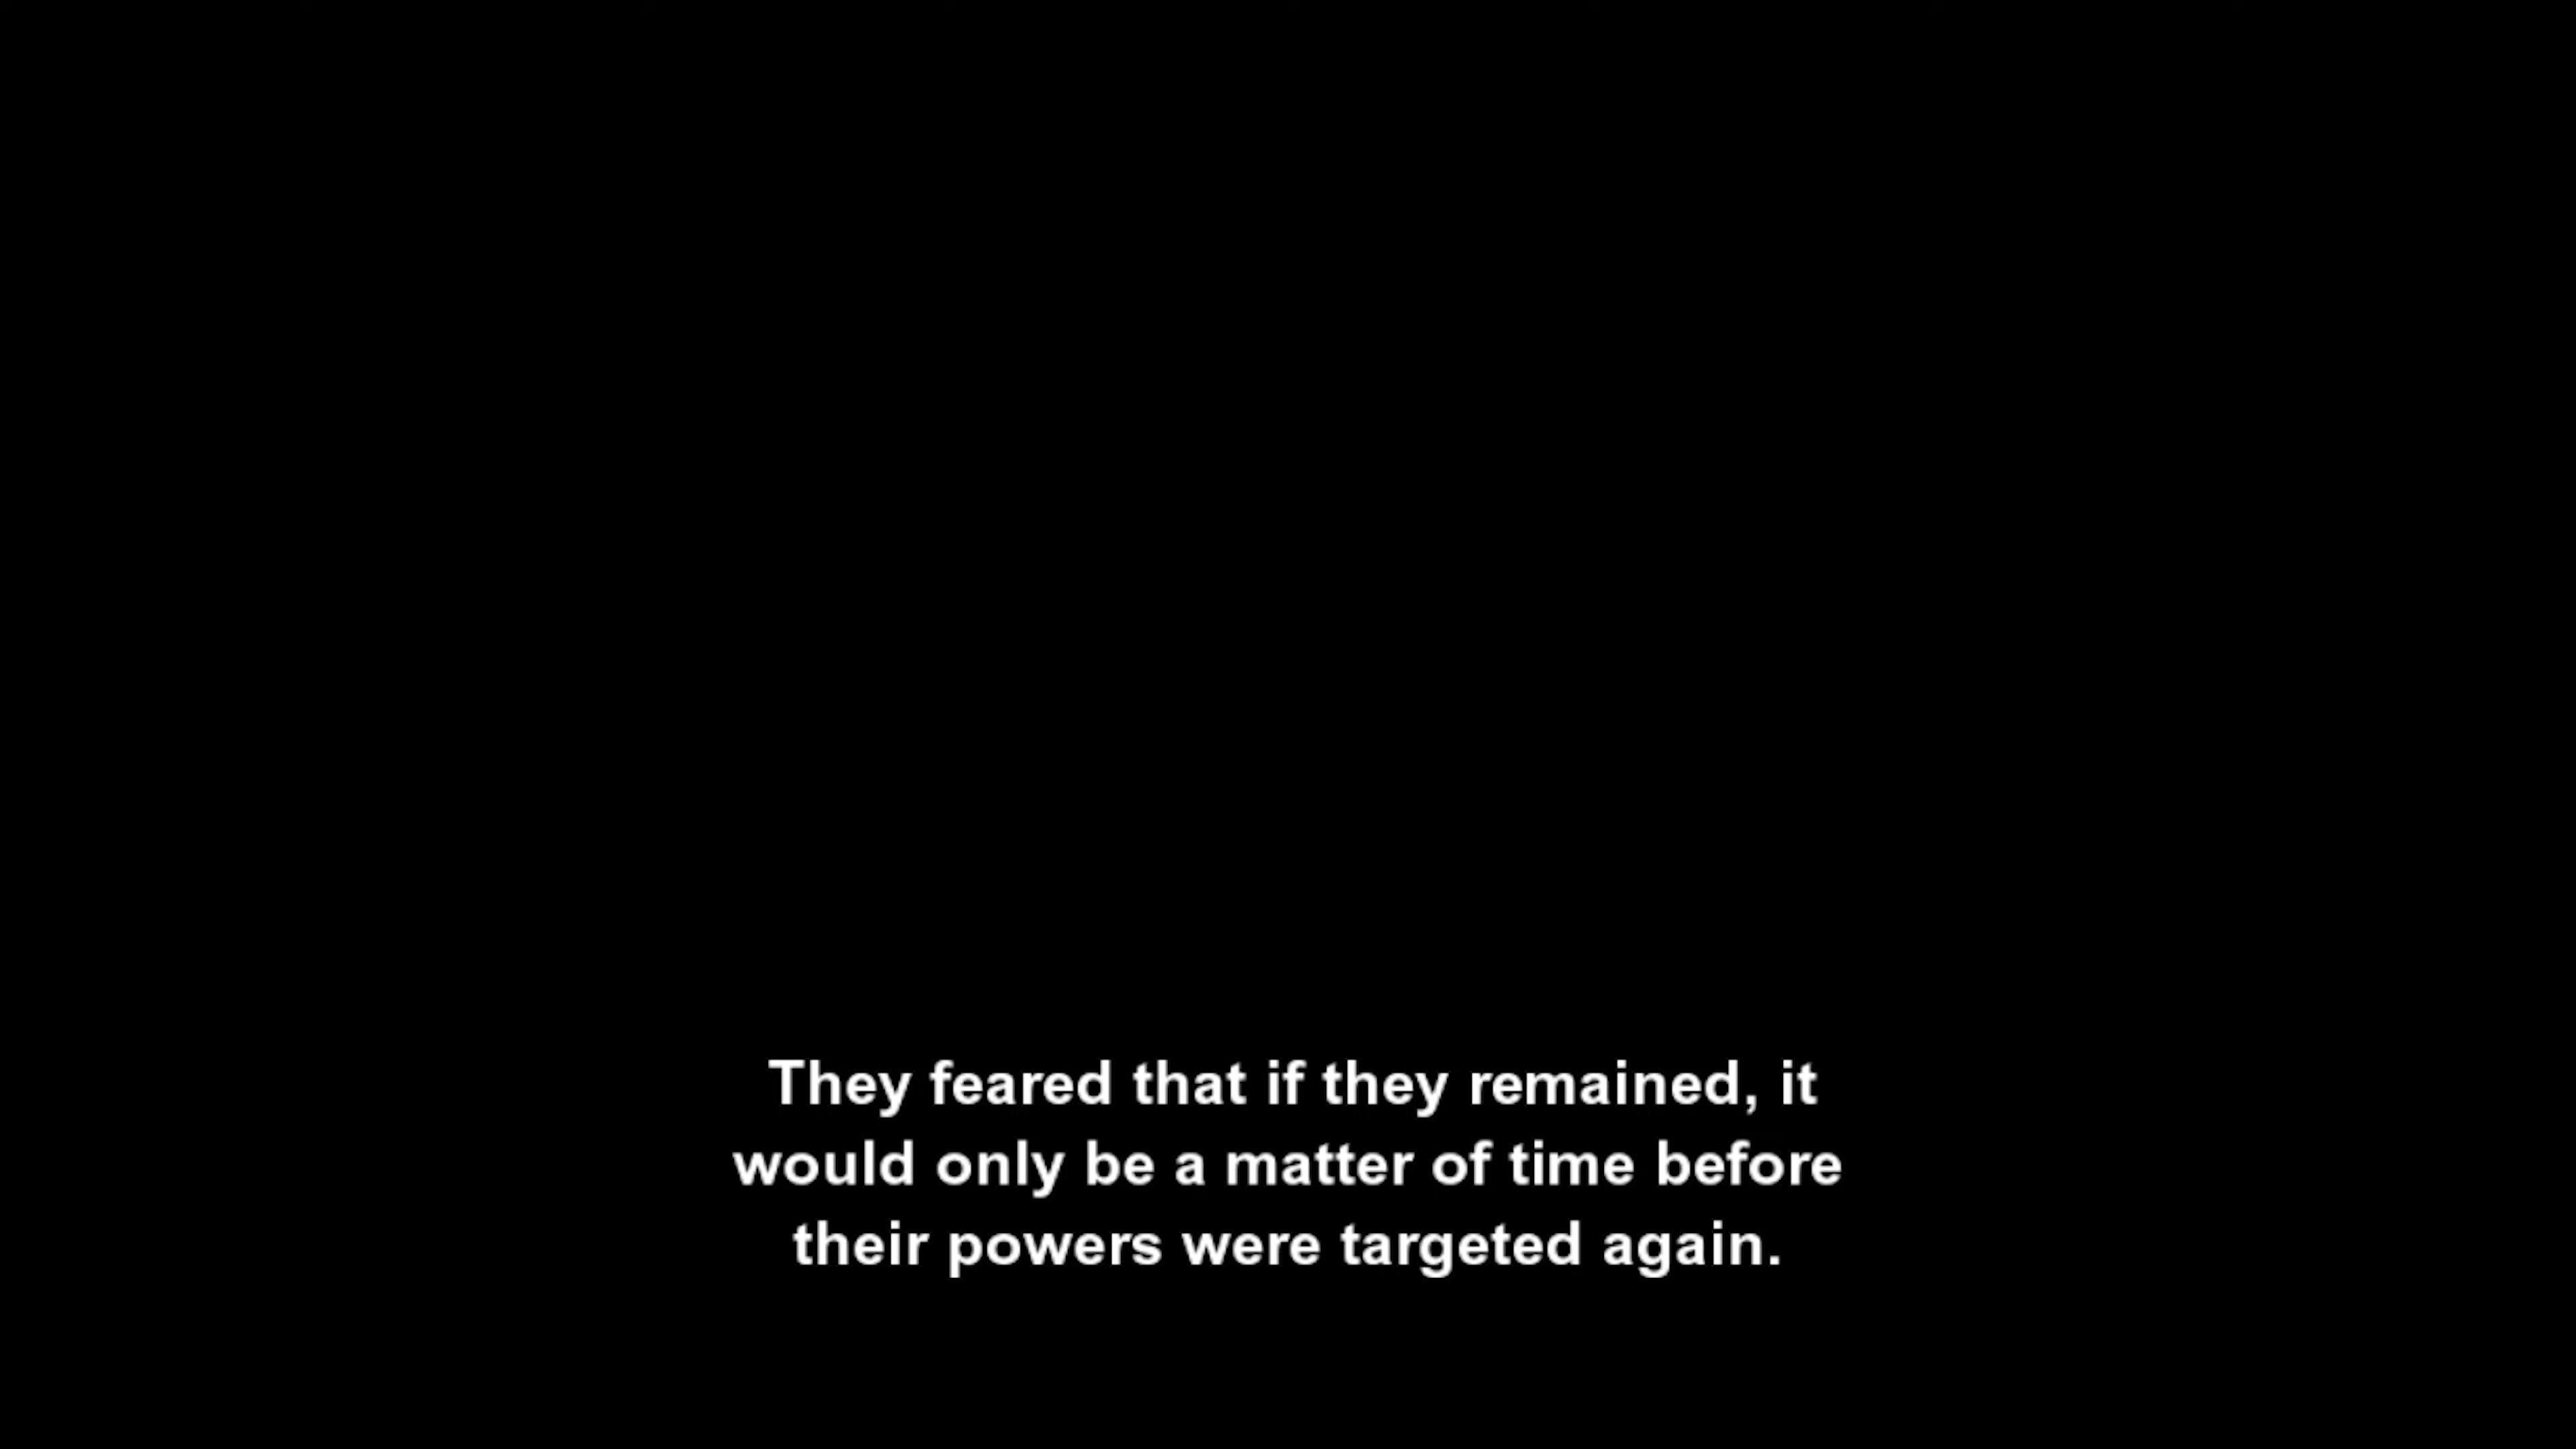 They feared that if they remained, it
would only be a matter of time before
their powers were targeted again.